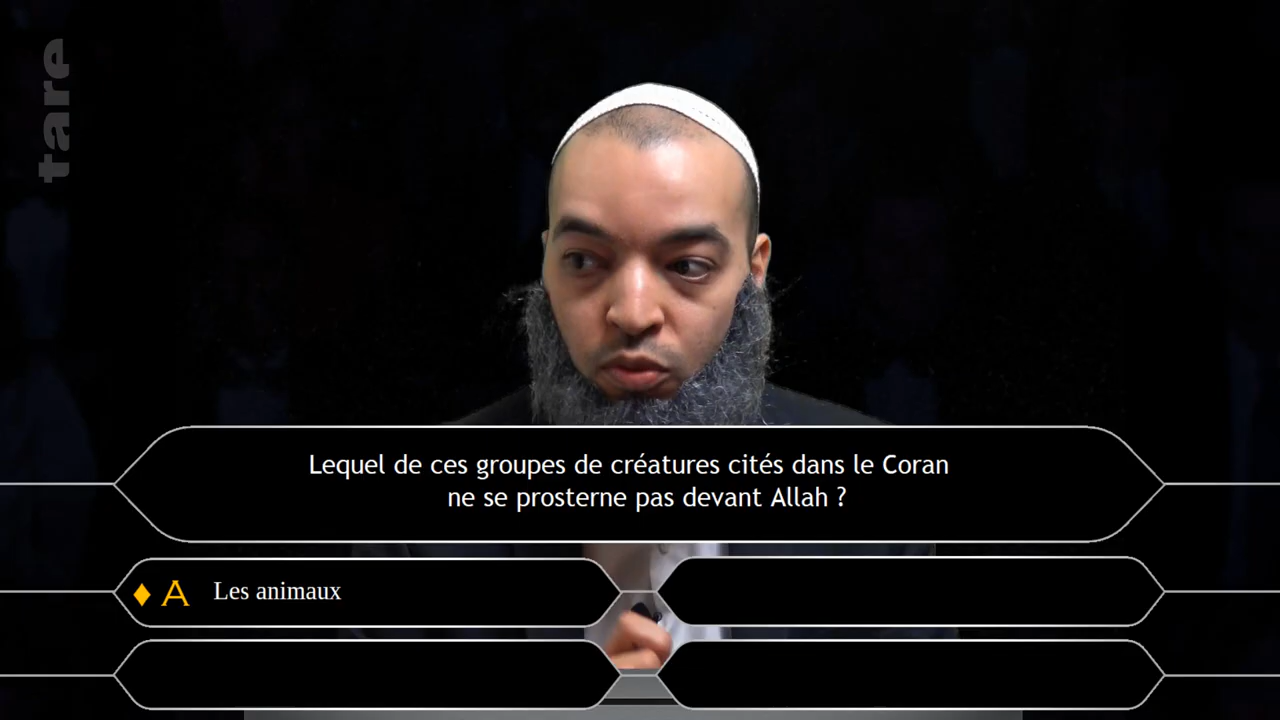 tare
Lequel de ces groupes de créatures cités dans le Coran
ne se prosterne pas devant Allah ?
A Les animaux